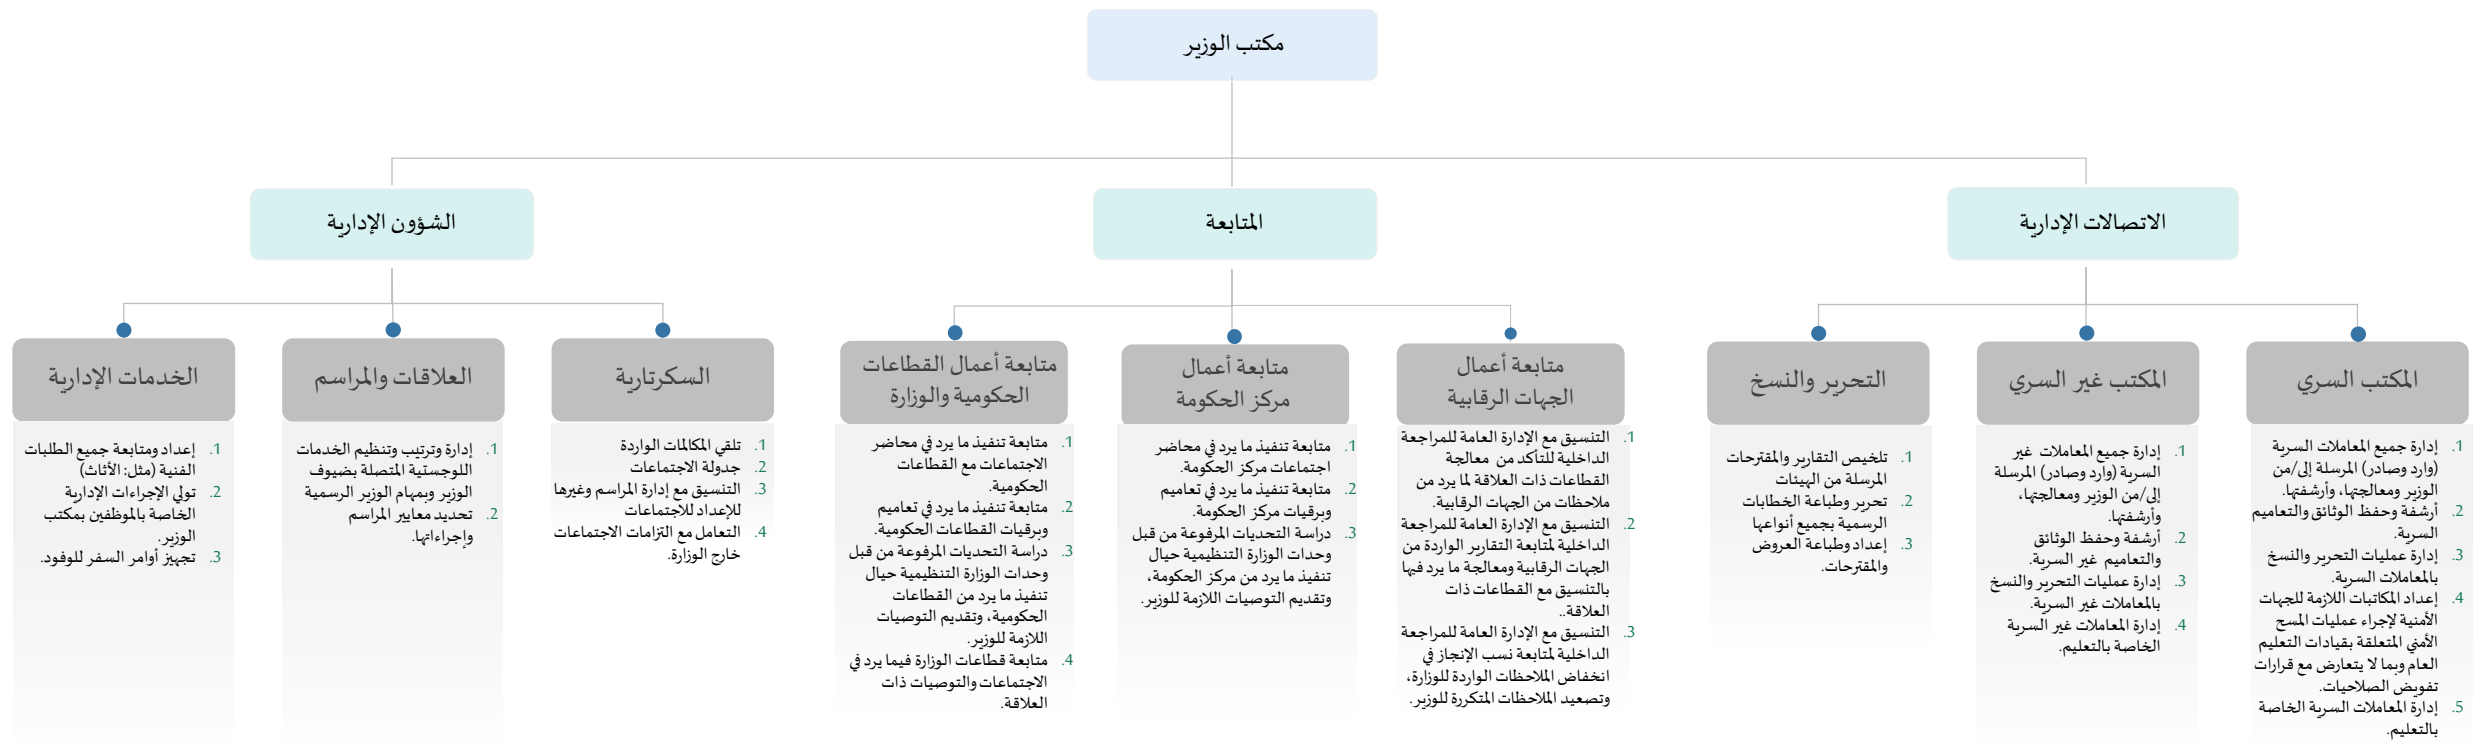 مكتب الوزير
الاتصالات الإدارية
المتابعة
الشؤون الإدارية
المكتب السري
1. إدارة جميع المعاملات السرية
(وارد وصادر) المرسلة إلى/من
الوزير ومعالجتها، وأرشفتها.
2. أرشفة وحفظ الوثائق والتعاميم
السرية.
3. إدارة عمليات التحرير والنسخ
بالمعاملات السرية.
4. إعداد المكاتبات اللازمة للجهات
الأمنية لإجراء عمليات المسح
الأمني المتعلقة بقيادات التعليم
العام وبما لا يتعارض مع قرارات
تفويض الصلاحيات.
5. إدارة المعاملات السرية الخاصة
بالتعليم.
المكتب غير السري
1. إدارة جميع المعاملات غير
السرية (وارد وصادر) المرسلة
إلى/من الوزير ومعالجتها،
وأرشفتها.
2. أرشفة وحفظ الوثائق
والتعاميم غير السرية.
3. إدارة عمليات التحرير والنسخ
بالمعاملات غير السرية.
4. إدارة المعاملات غير السرية
الخاصة بالتعليم.
التحرير والنسخ
1. تلخيص التقارير والمقترحات
المرسلة من الهيئات
2. تحرير وطباعة الخطابات
الرسمية بجميع أنواعها
3. إعداد وطباعة العروض
والمقترحات.
متابعة أعمال
الجهات الرقابية
1. التنسيق مع الإدارة العامة للمراجعة
الداخلية للتأكد من معالجة
القطاعات ذات العلاقة لما يرد من
ملاحظات من الجهات الرقابية.
2. التنسيق مع الإدارة العامة للمراجعة
الداخلية لمتابعة التقارير الواردة من
الجهات الرقابية ومعالجة ما يرد فيها
بالتنسيق مع القطاعات ذات
العلاقة..
3. التنسيق مع الإدارة العامة للمراجعة
الداخلية لمتابعة نسب الإنجاز في
انخفاض الملاحظات الواردة للوزارة،
وتصعيد الملاحظات المتكررة للوزير.
متابعة أعمال
مركز الحكومة
1. متابعة تنفيذ ما يرد في محاضر
اجتماعات مركز الحكومة.
2. متابعة تنفيذ ما يرد في تعاميم
وبرقيات مركز الحكومة.
3. دراسة التحديات المرفوعة من قبل
وحدات الوزارة التنظيمية حيال
تنفيذ ما يرد من مركز الحكومة،
وتقديم التوصيات اللازمة للوزير.
متابعة أعمال القطاعات
الحكومية والوزارة
1. متابعة تنفيذ ما يرد في محاضر
الاجتماعات مع القطاعات
الحكومية.
2. متابعة تنفيذ ما يرد في تعاميم
وبرقيات القطاعات الحكومية.
3. دراسة التحديات المرفوعة من قبل
وحدات الوزارة التنظيمية حيال
تنفيذ ما يرد من القطاعات
الحكومية، وتقديم التوصيات
اللازمة للوزير.
4. متابعة قطاعات الوزارة فيما يرد في
الاجتماعات والتوصيات ذات
العلاقة.
السكرتارية
1. تلقي المكالمات الواردة
2. جدولة الاجتماعات
3. التنسيق مع إدارة المراسم وغيرها
للإعداد للاجتماعات
4. التعامل مع التزامات الاجتماعات
خارج الوزارة.
العلاقات والمراسم
1. إدارة وترتيب وتنظيم الخدمات
اللوجستية المتصلة بضيوف
الوزير وبمهام الوزير الرسمية
2. تحديد معايير المراسم
وإجراءاتها.
الخدمات الإدارية
1. إعداد ومتابعة جميع الطلبات
الفنية (مثل: الأثاث)
2. تولي الإجراءات الإدارية
الخاصة بالموظفين بمكتب
الوزير.
3. تجهيز أوامر السفر للوفود.